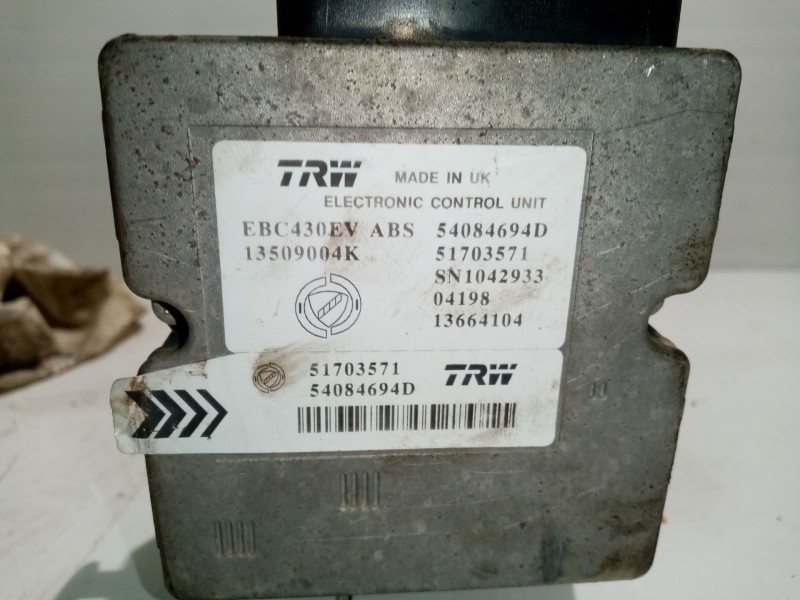 TRW MADE IN UK
ELECTRONIC CONTROL UNIT
EBC430EV ABS 54084694D
13509004K 51703571
SN1042933
04198
13664104
51703571 TRW
54084694D